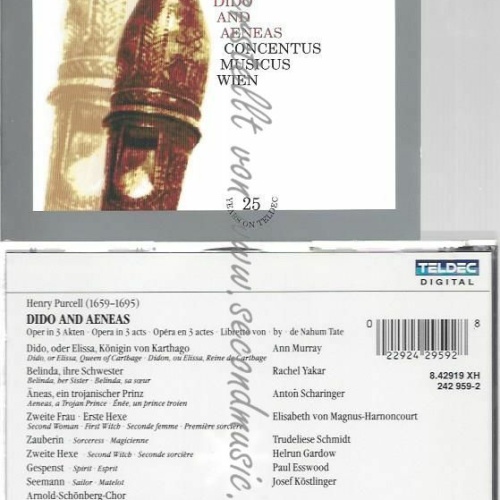 DIDO
AND
AENEAS
CONCENTUS
MUSICUS
WIEN
25
YEARS ON TELDEC
TELDEC
DIGITAL
Henry Purcell (1659–1695)
DIDO AND AENEAS
Oper in 3 Akten · Opera in 3 acts · Opéra en 3 actes · Libretto von · by · de Nahum Tate
0 22924 29592 8
8.42919 XH
242 959-2
Dido, oder Elissa, Königin von Karthago Ann Murray
Dido, or Elissa, Queen of Carthage · Didon, ou Elissa, Reine de Carthage
Belinda, ihre Schwester Rachel Yakar
Belinda, her Sister · Belinda, sa sœur
Äneas, ein trojanischer Prinz Anton Scharinger
Aeneas, a Trojan Prince · Énée, un prince troien
Zweite Frau · Erste Hexe Elisabeth von Magnus-Harnoncourt
Second Woman · First Witch · Seconde femme · Première sorcière
Zauberin · Sorceress · Magicienne Trudeliese Schmidt
Zweite Hexe · Second Witch · Seconde sorcière Helrun Gardow
Gespenst · Spirit · Esprit Paul Esswood
Seemann · Sailor · Matelot Josef Köstlinger
Arnold-Schönberg-Chor
von www.secondmusic.